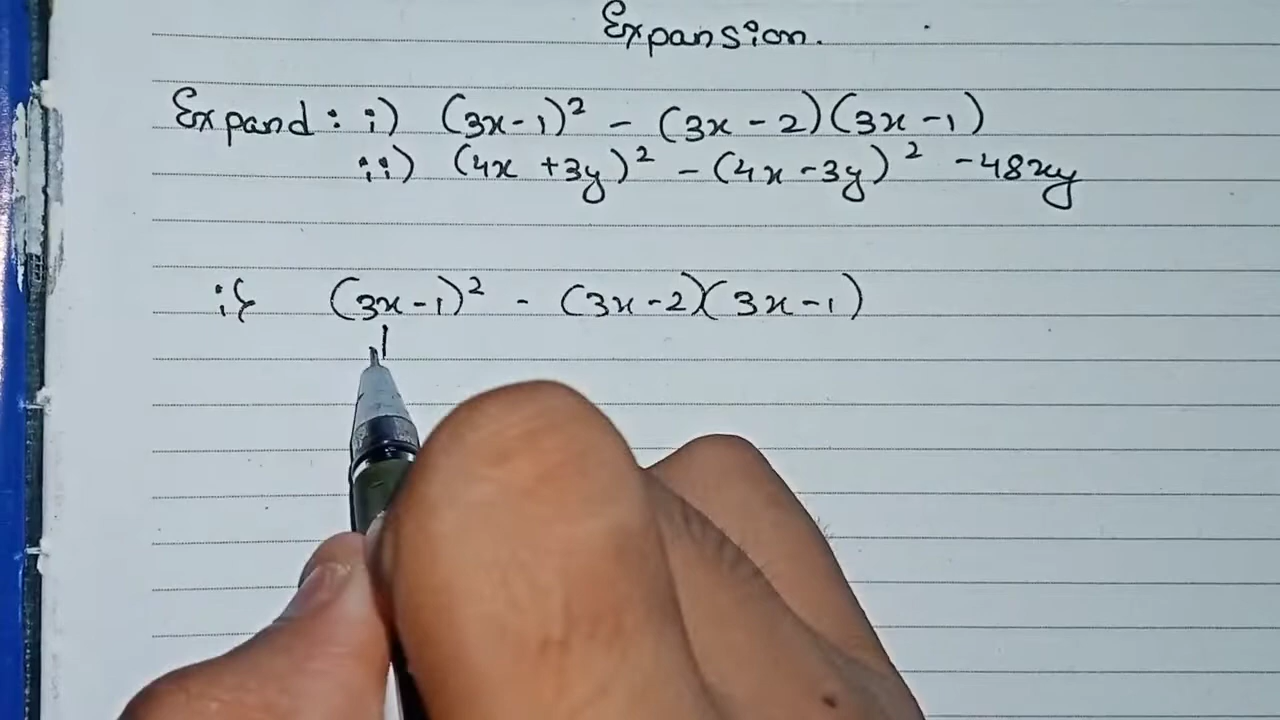 Expansion.
Expand : i) (3x-1)² - (3x-2)(3x-1)
ii) (4x+3y)² - (4x-3y)² -48xy
i} (3x-1)² - (3x-2)(3x-1)